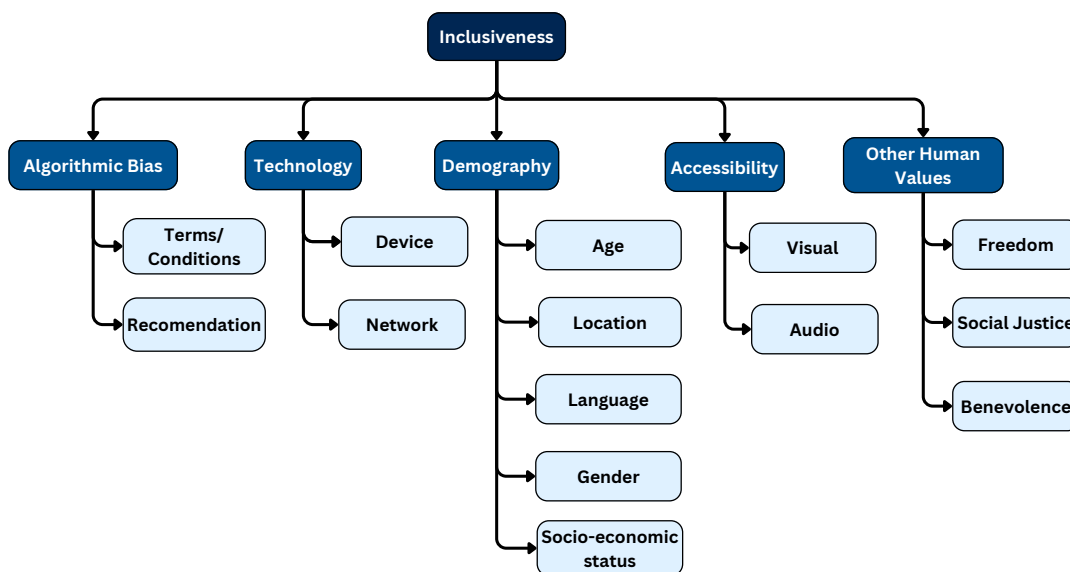 Inclusiveness
Algorithmic Bias
Technology
Demography
Accessibility
Other Human
Values
Terms/
Conditions
Recomendation
Device
Network
Age
Location
Language
Gender
Socio-economic
status
Visual
Audio
Freedom
Social Justice
Benevolence